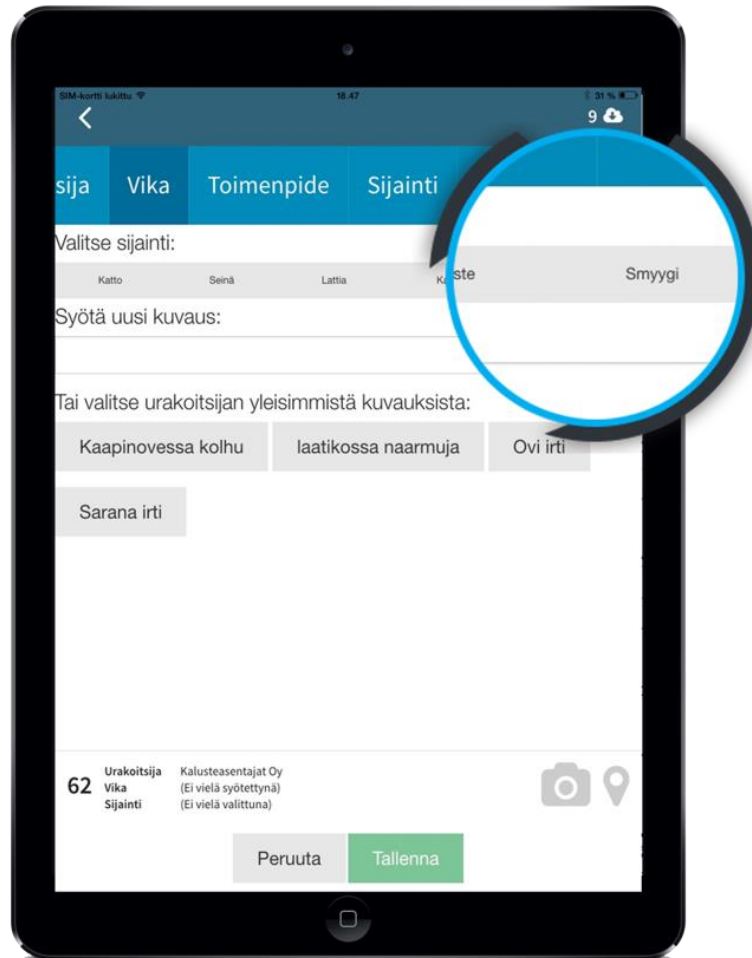 SIM-kortti lukittu 18.47 31 %
9
sija Vika Toimenpide Sijainti
Valitse sijainti:
Katto Seinä Lattia Ka ste Smyygi
Syötä uusi kuvaus:
Tai valitse urakoitsijan yleisimmistä kuvauksista:
Kaapinovessa kolhu laatikossa naarmuja Ovi irti
Sarana irti
62 Urakoitsija Kalusteasentajat Oy
Vika (Ei vielä syötettynä)
Sijainti (Ei vielä valittuna)
Peruuta Tallenna